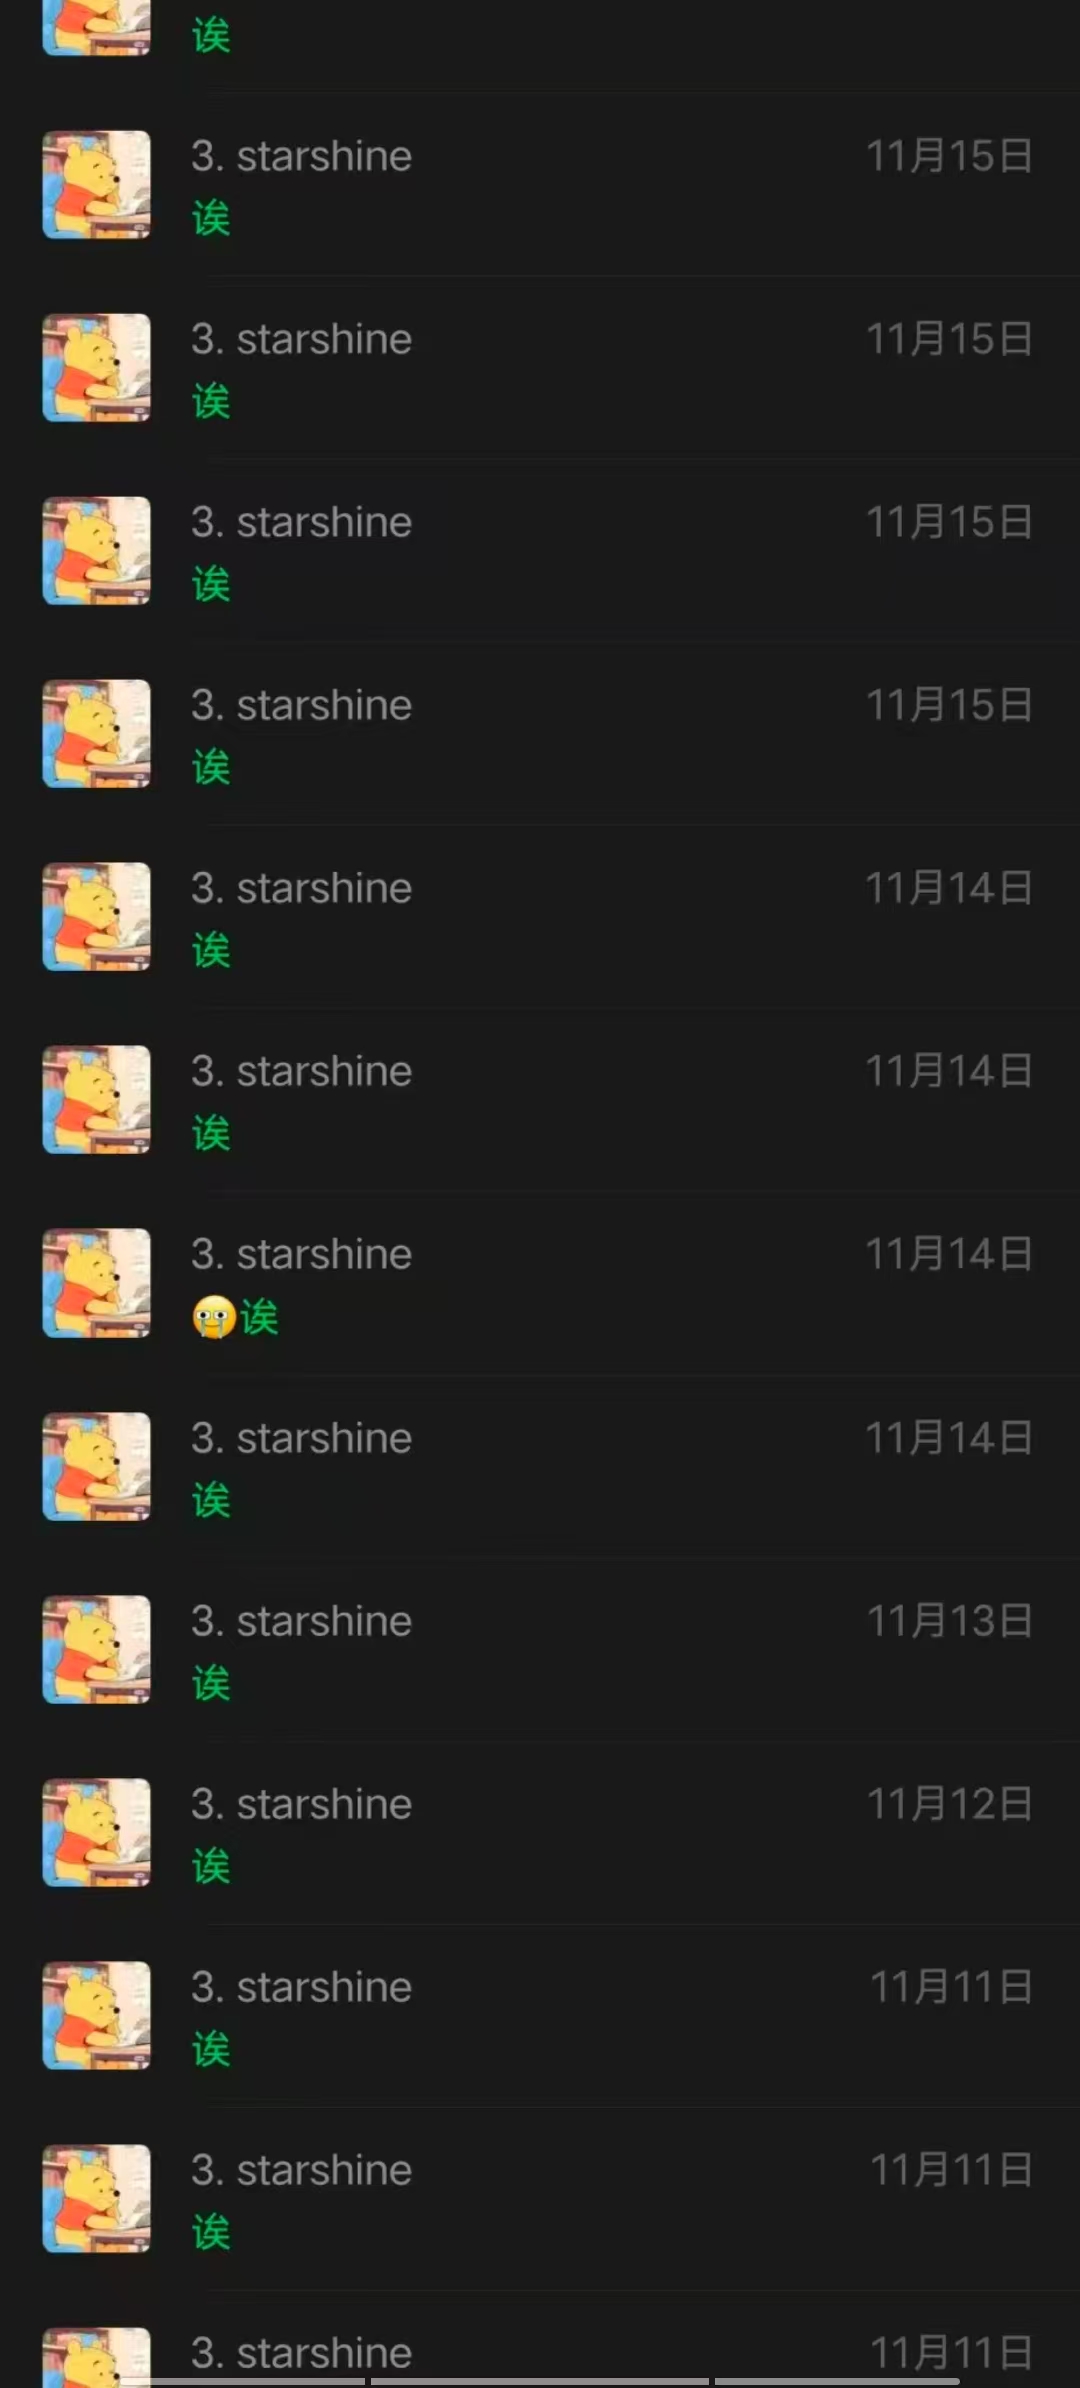 诶
3. starshine 11月15日
诶
3. starshine 11月15日
诶
3. starshine 11月15日
诶
3. starshine 11月15日
诶
3. starshine 11月14日
诶
3. starshine 11月14日
诶
3. starshine 11月14日
😭诶
3. starshine 11月14日
诶
3. starshine 11月13日
诶
3. starshine 11月12日
诶
3. starshine 11月11日
诶
3. starshine 11月11日
诶
3. starshine 11月11日